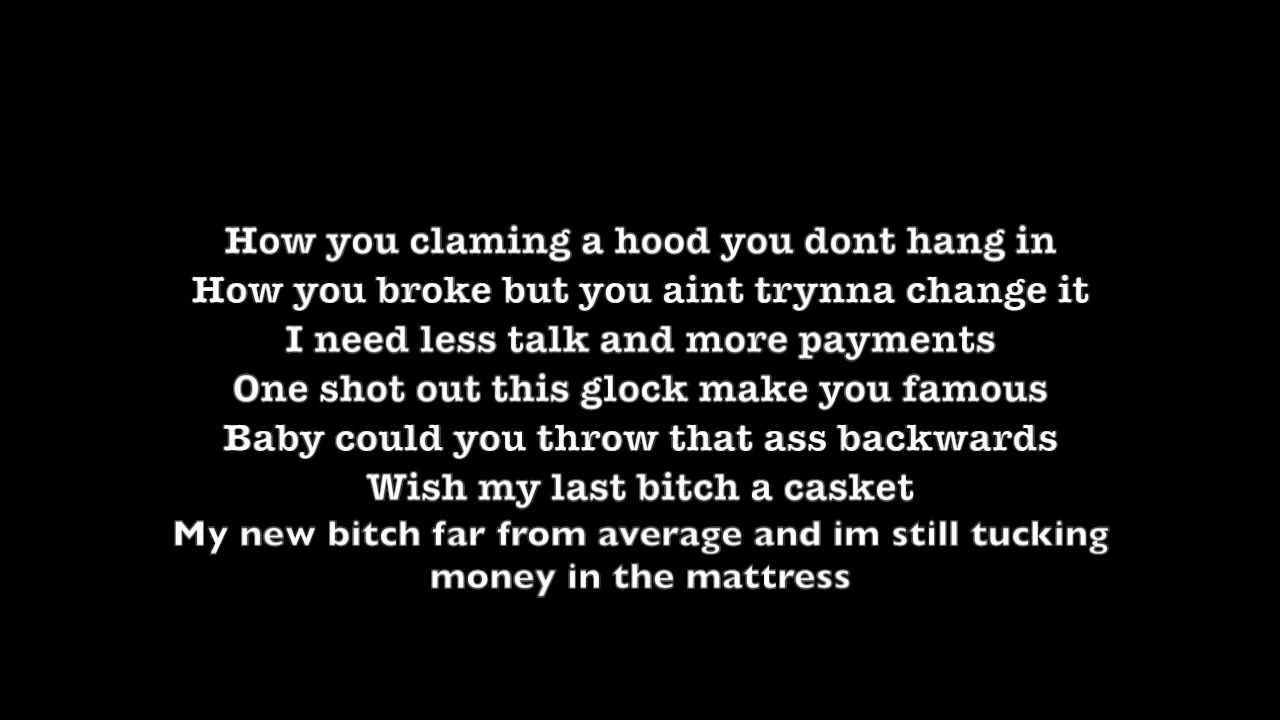 How you claming a hood you dont hang in
How you broke but you aint trynna change it
I need less talk and more payments
One shot out this glock make you famous
Baby could you throw that ass backwards
Wish my last bitch a casket
My new bitch far from average and im still tucking
money in the mattress